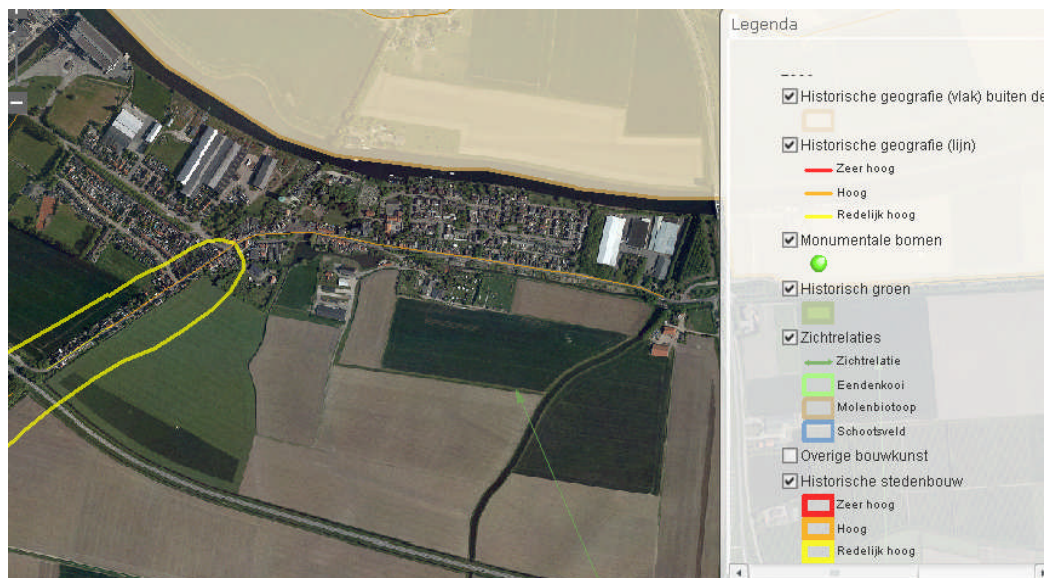 Legenda
Historische geografie (vlak) buiten de
Historische geografie (lijn)
Zeer hoog
Hoog
Redelijk hoog
Monumentale bomen
Historisch groen
Zichtrelaties
Zichtrelatie
Eendenkooi
Molenbiotoop
Schootsveld
Overige bouwkunst
Historische stedenbouw
Zeer hoog
Hoog
Redelijk hoog